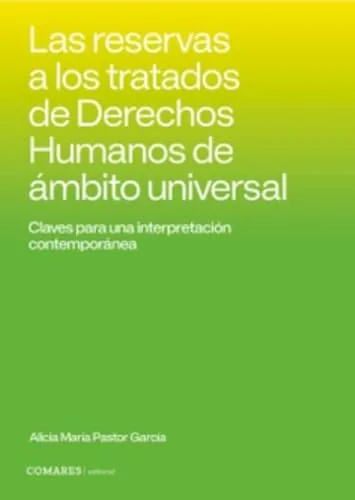 Las reservas
a los tratados
de Derechos
Humanos de
ámbito universal
Claves para una interpretación
contemporánea
Alicia María Pastor García
COMARES | editorial